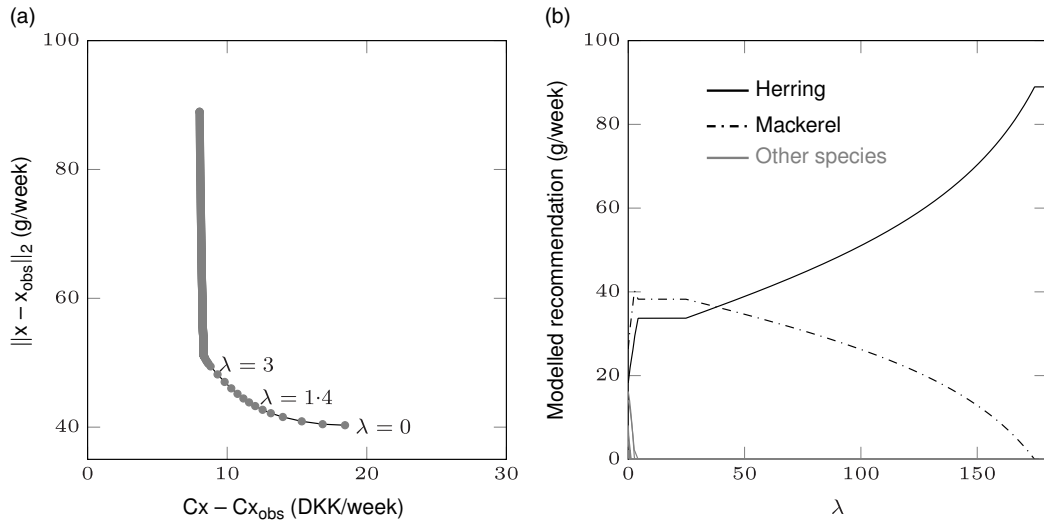 (a)
100
80
60
40
0
10
20
30
||x – x_obs||_2 (g/week)
λ = 3
λ = 1·4
λ = 0
Cx – Cx_obs (DKK/week)
(b)
100
80
60
40
20
0
0
50
100
150
Modelled recommendation (g/week)
Herring
Mackerel
Other species
λ